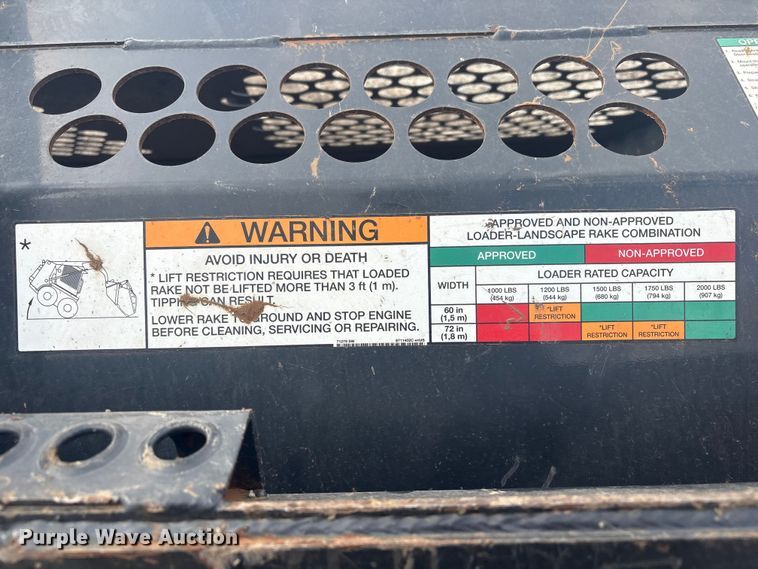 *
WARNING
AVOID INJURY OR DEATH
* LIFT RESTRICTION REQUIRES THAT LOADED
RAKE NOT BE LIFTED MORE THAN 3 ft (1 m).
TIPPING CAN RESULT.
LOWER RAKE TO GROUND AND STOP ENGINE
BEFORE CLEANING, SERVICING OR REPAIRING.
APPROVED AND NON-APPROVED
LOADER-LANDSCAPE RAKE COMBINATION
APPROVED NON-APPROVED
WIDTH LOADER RATED CAPACITY
1000 LBS 1200 LBS 1500 LBS 1750 LBS 2000 LBS
(454 kg) (544 kg) (680 kg) (794 kg) (907 kg)
60 in
(1,5 m)
*LIFT
RESTRICTION
72 in
(1,8 m)
*LIFT *LIFT
RESTRICTION RESTRICTION
Purple Wave Auction